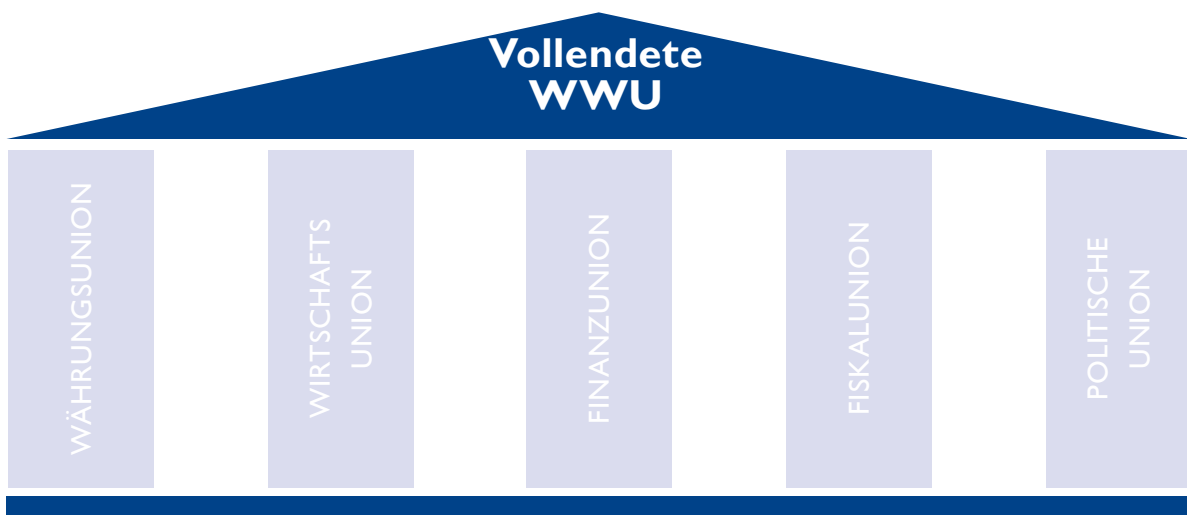 Vollendete
WWU
WÄHRUNGSUNION
WIRTSCHAFTS
UNION
FINANZUNION
FISKALUNION
POLITISCHE
UNION